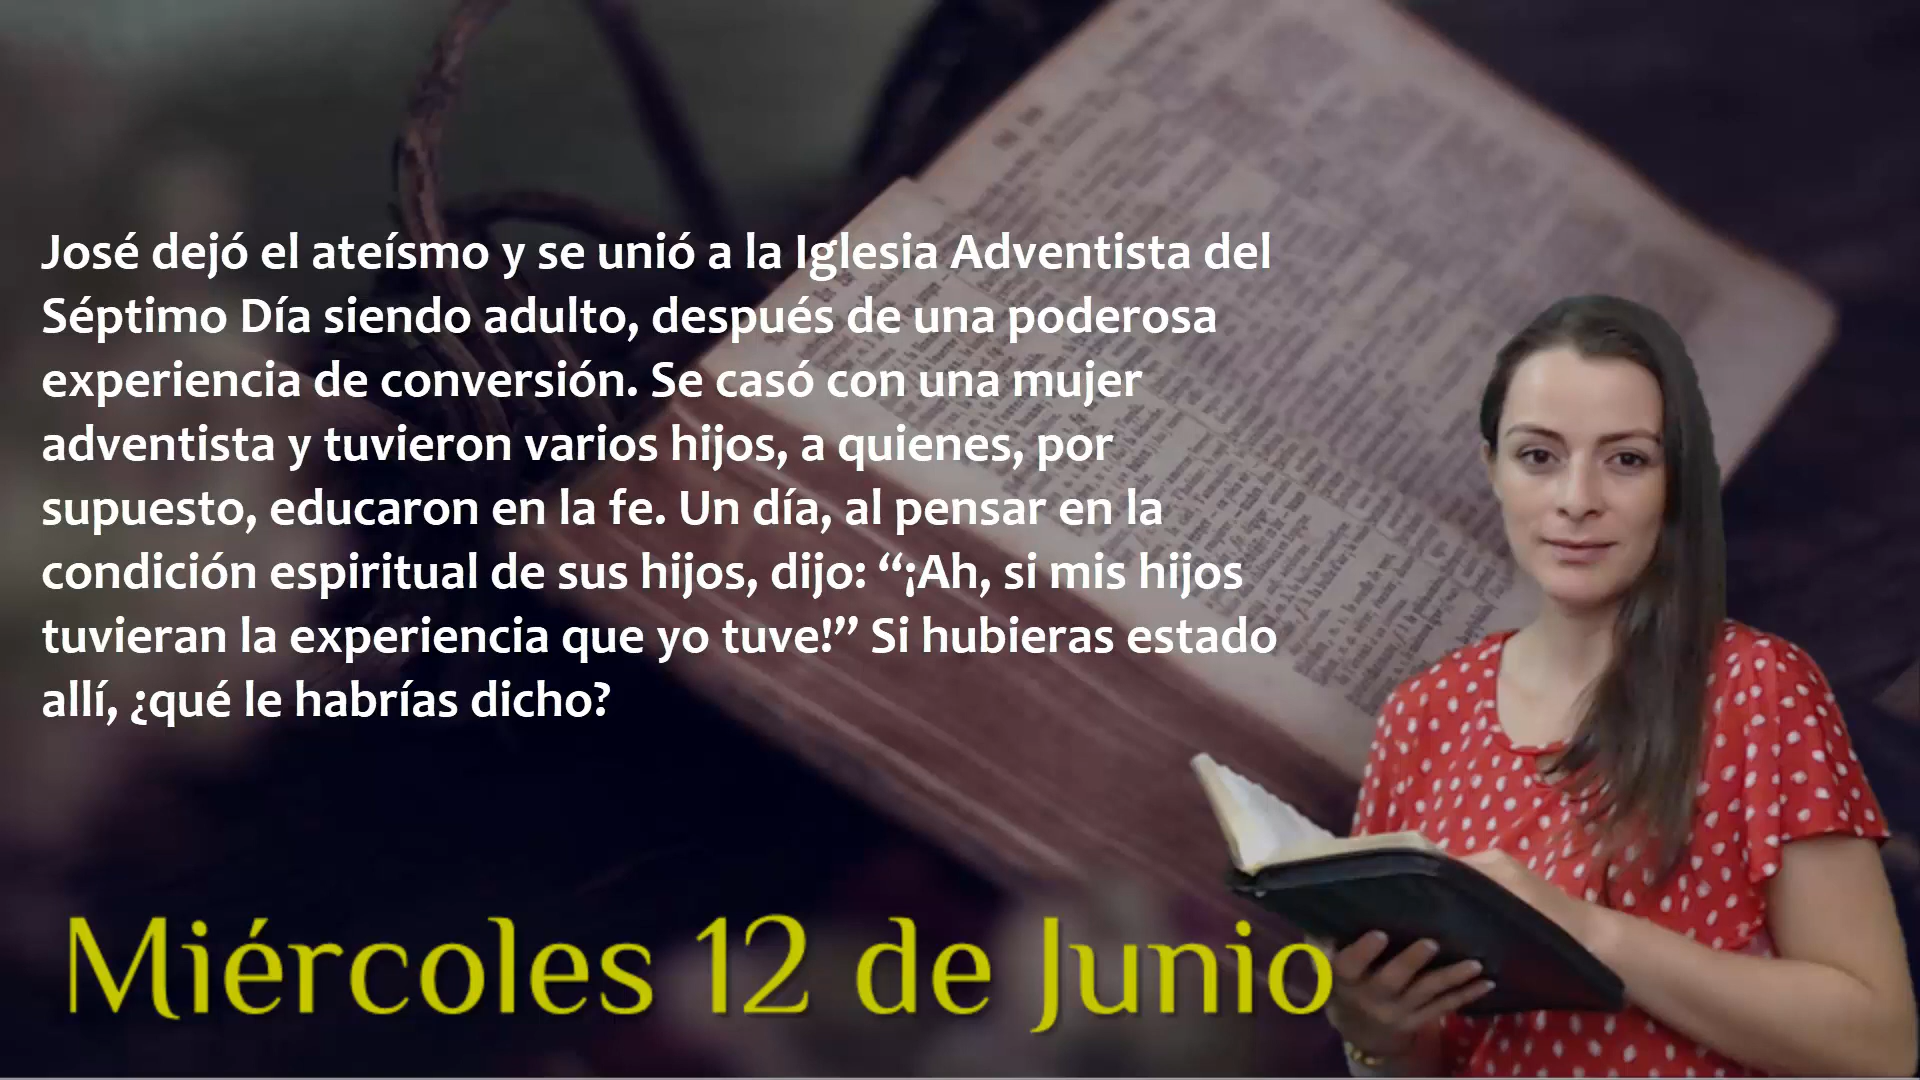 José dejó el ateísmo y se unió a la Iglesia Adventista del
Séptimo Día siendo adulto, después de una poderosa
experiencia de conversión. Se casó con una mujer
adventista y tuvieron varios hijos, a quienes, por
supuesto, educaron en la fe. Un día, al pensar en la
condición espiritual de sus hijos, dijo: “¡Ah, si mis hijos
tuvieran la experiencia que yo tuve!” Si hubieras estado
allí, ¿qué le habrías dicho?
Miércoles 12 de Junio